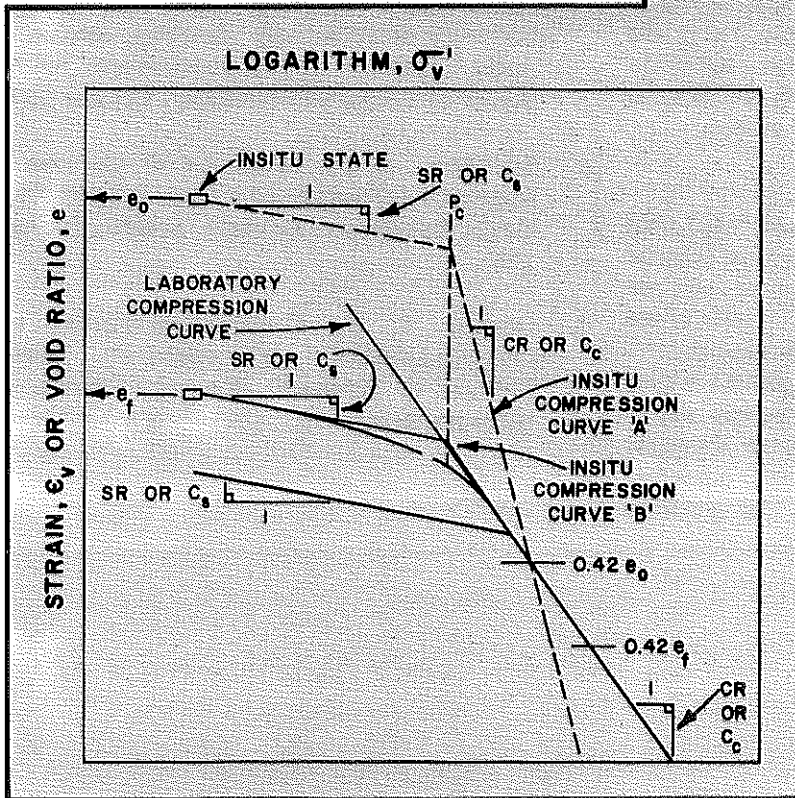 LOGARITHM, σ̄v'
INSITU STATE
SR OR Cs
e0
1
Pc
LABORATORY
COMPRESSION
CURVE
1
CR OR Cc
SR OR Cs
1
INSITU
COMPRESSION
CURVE 'A'
ef
INSITU
COMPRESSION
CURVE 'B'
SR OR Cs
1
0.42 e0
0.42 ef
1
CR
OR
Cc
STRAIN, Єv OR VOID RATIO, e